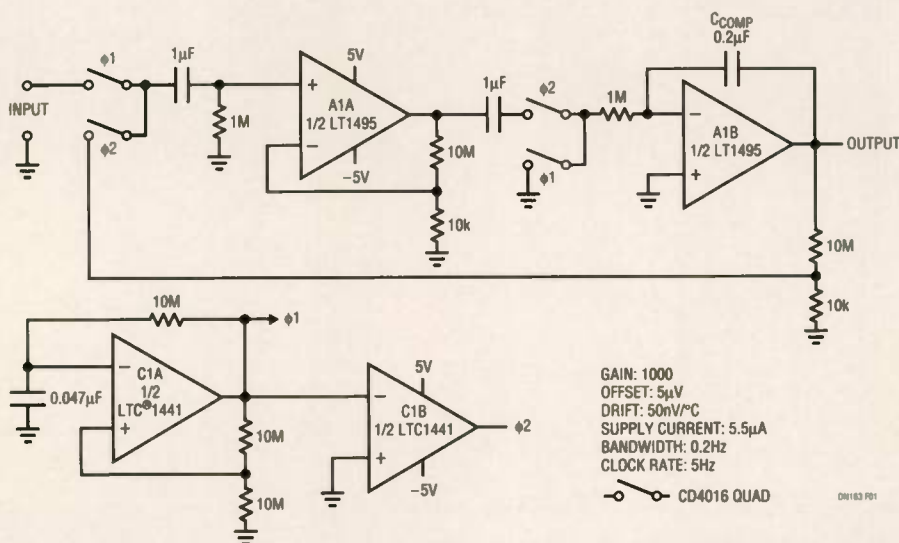 C_COMP
0.2µF
ϕ1
1µF
5V
1µF
ϕ2
1M
INPUT
ϕ2
1M
+
A1A
1/2 LT1495
−
−5V
10M
10k
ϕ1
−
A1B
1/2 LT1495
+
OUTPUT
10M
10k
10M
ϕ1
0.047µF
−
C1A
1/2
LTC®1441
+
10M
10M
5V
−
C1B
1/2 LTC1441
+
−5V
ϕ2
GAIN: 1000
OFFSET: 5µV
DRIFT: 50nV/°C
SUPPLY CURRENT: 5.5µA
BANDWIDTH: 0.2Hz
CLOCK RATE: 5Hz
CD4016 QUAD
DN163 F01